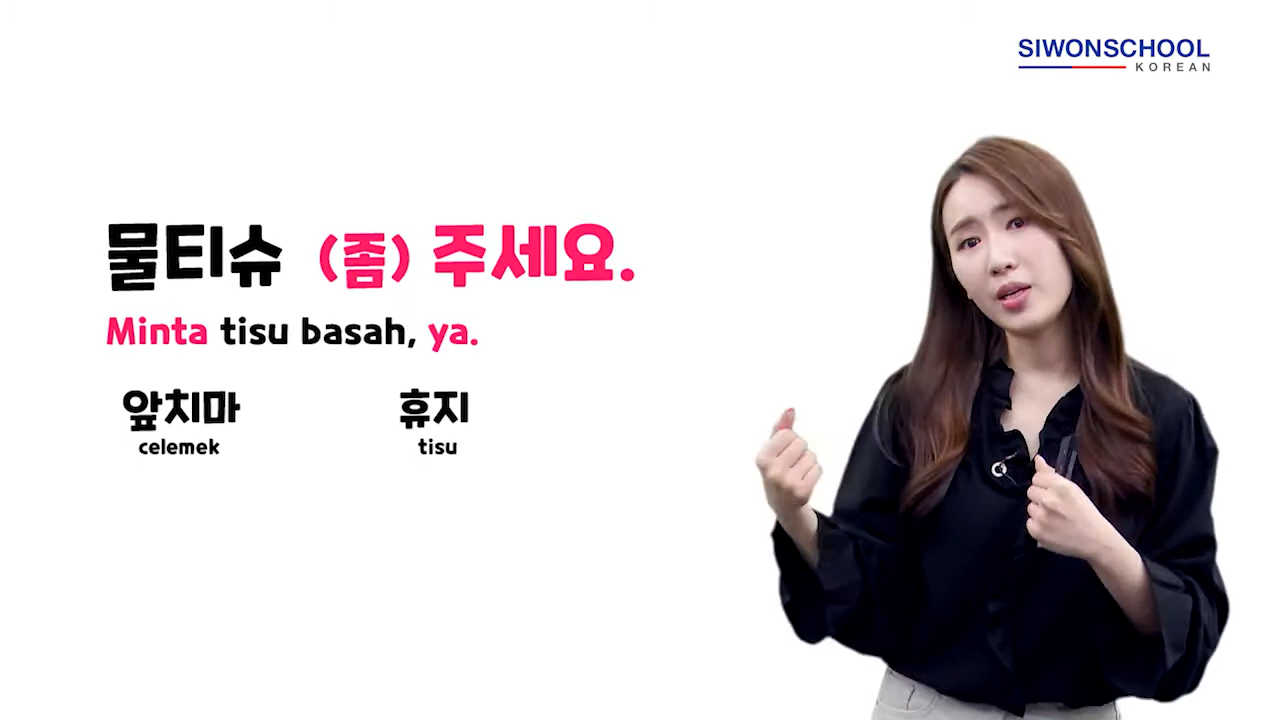 SIWONSCHOOL
KOREAN
물티슈 (좀) 주세요.
Minta tisu basah, ya.
앞치마 휴지
celemek tisu